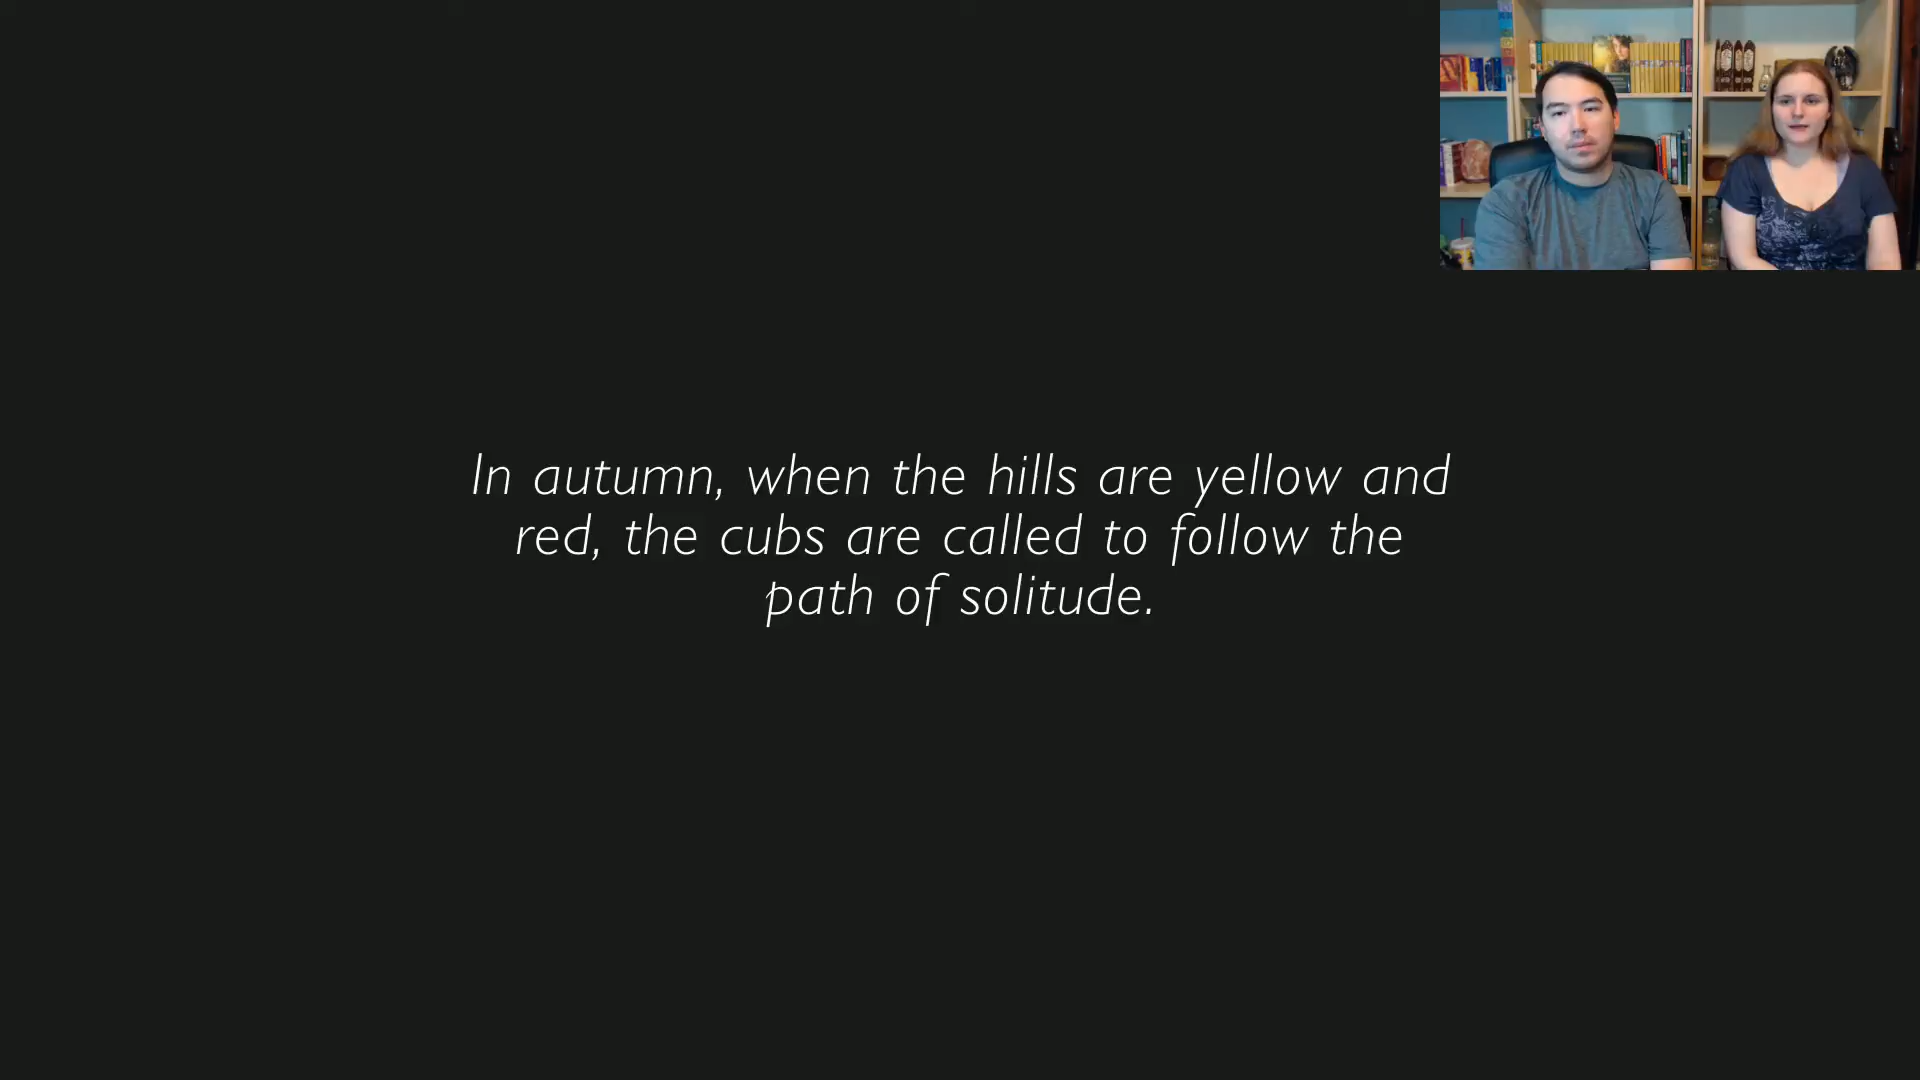 In autumn, when the hills are yellow and
red, the cubs are called to follow the
path of solitude.